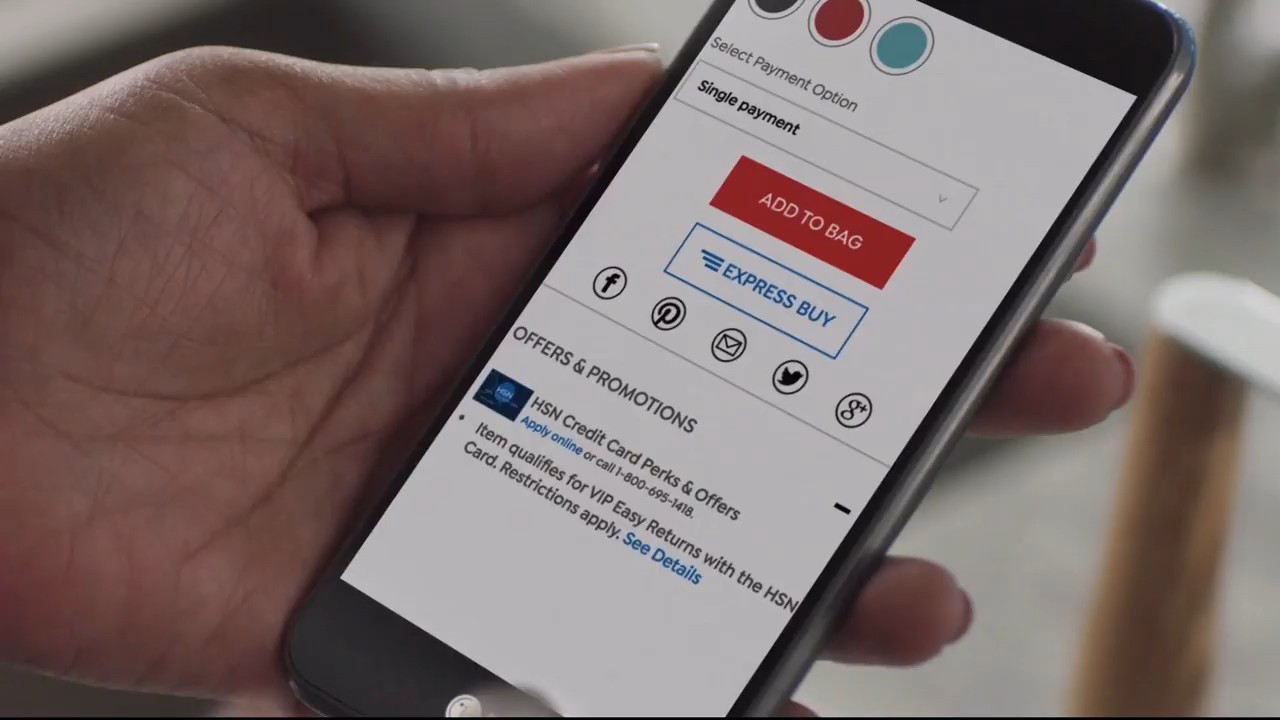 Select Payment Option
Single payment
ADD TO BAG
EXPRESS BUY
OFFERS & PROMOTIONS
HSN
HSN Credit Card Perks & Offers
Apply online or call 1-800-695-1418.
Item qualifies for VIP Easy Returns with the HSN
Card. Restrictions apply. See Details